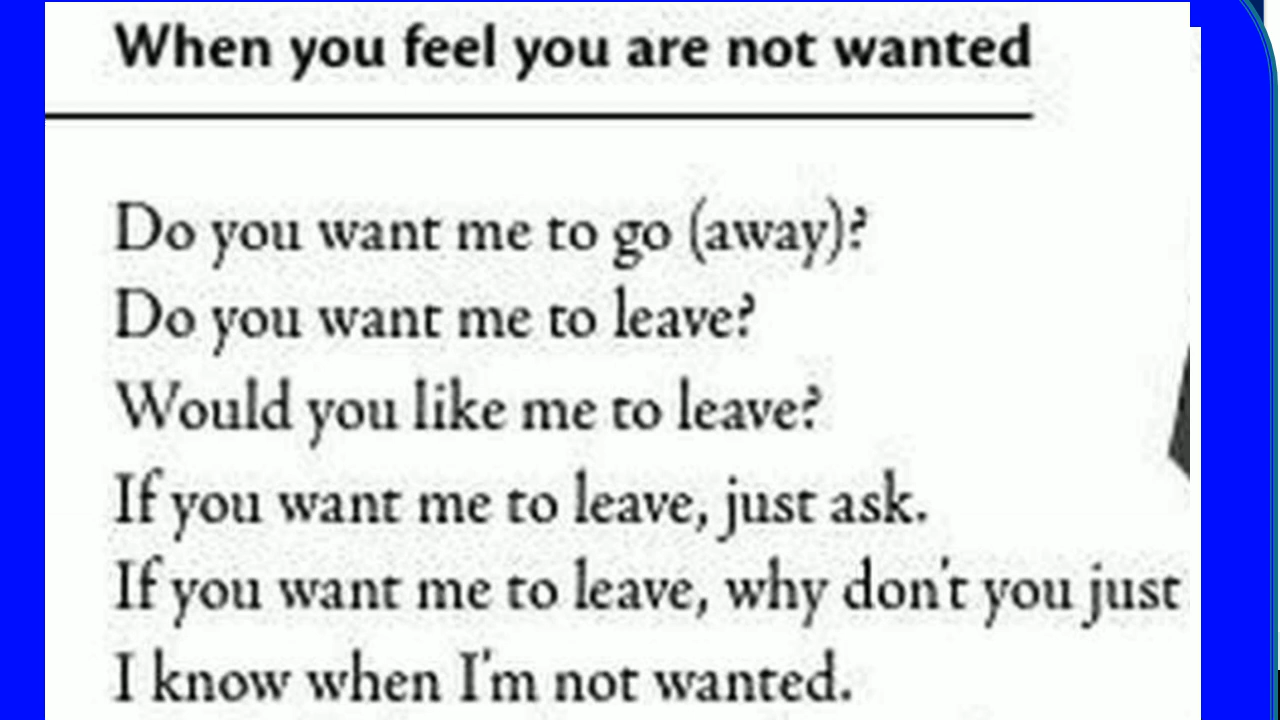 When you feel you are not wanted
Do you want me to go (away)?
Do you want me to leave?
Would you like me to leave?
If you want me to leave, just ask.
If you want me to leave, why don't you just
I know when I'm not wanted.